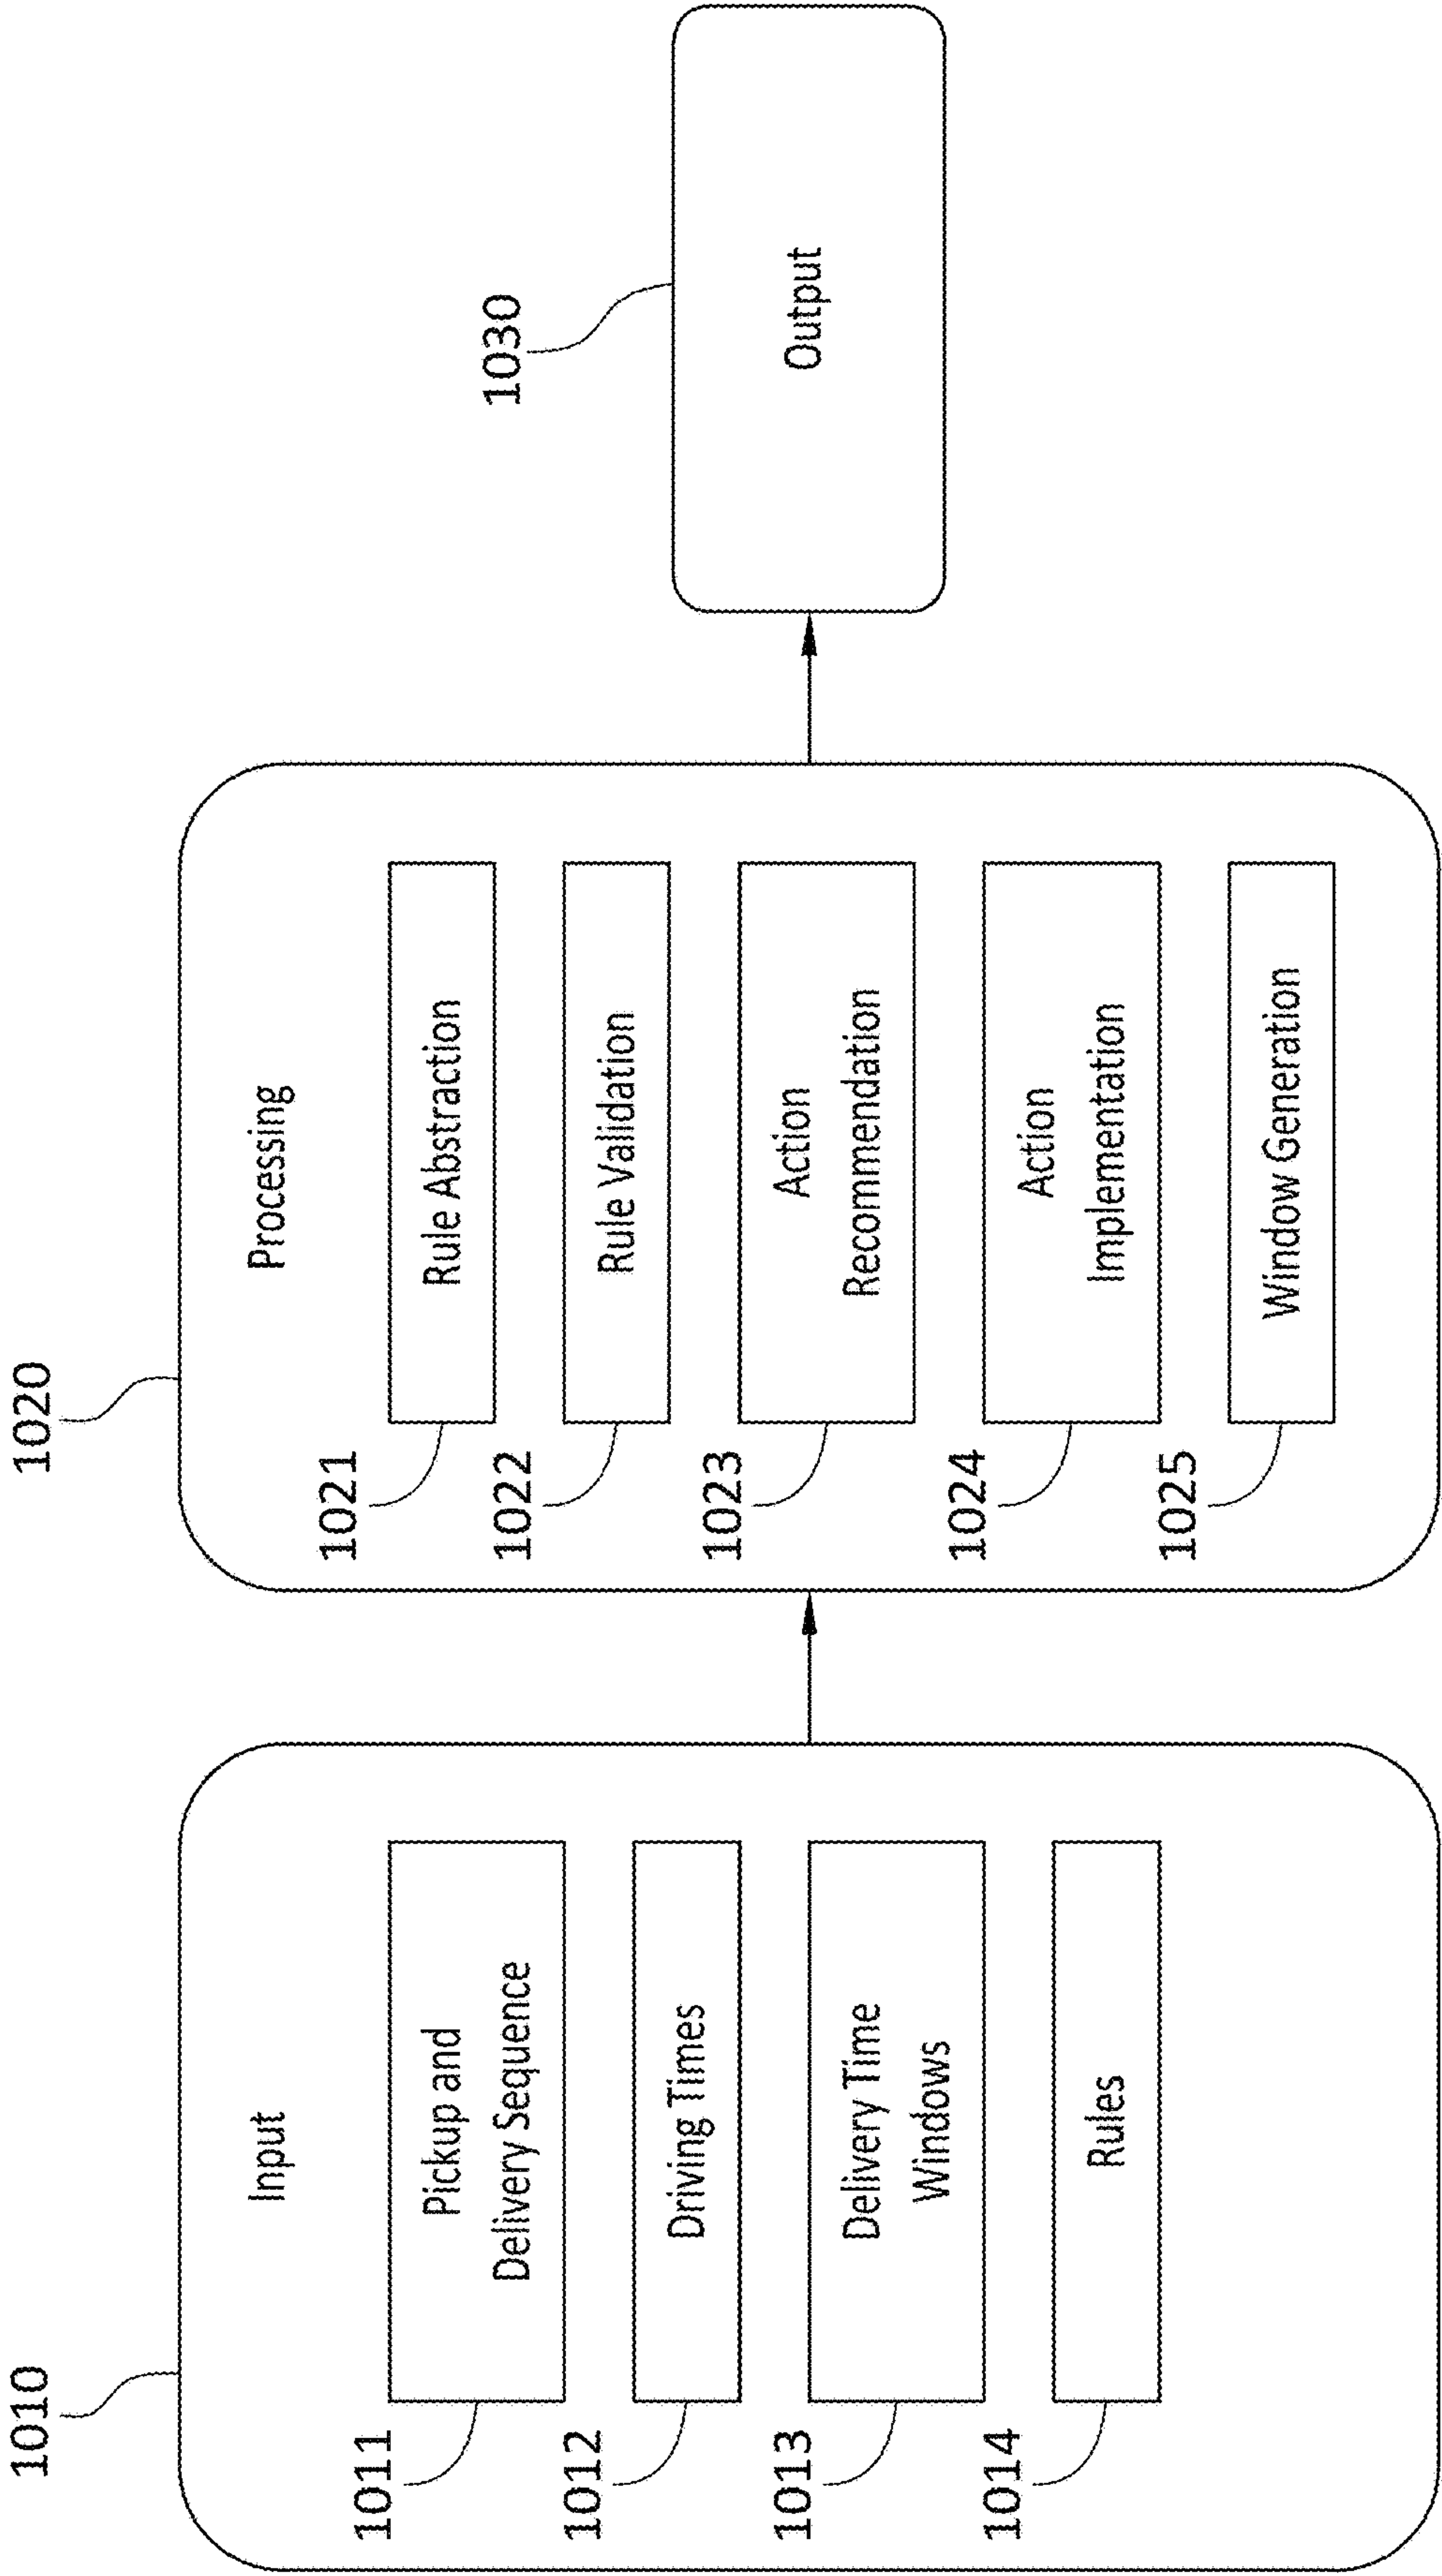 1010
Input
1011
Pickup and
Delivery Sequence
1012
Driving Times
1013
Delivery Time
Windows
1014
Rules
1020
Processing
1021
Rule Abstraction
1022
Rule Validation
1023
Action
Recommendation
1024
Action
Implementation
1025
Window Generation
1030
Output